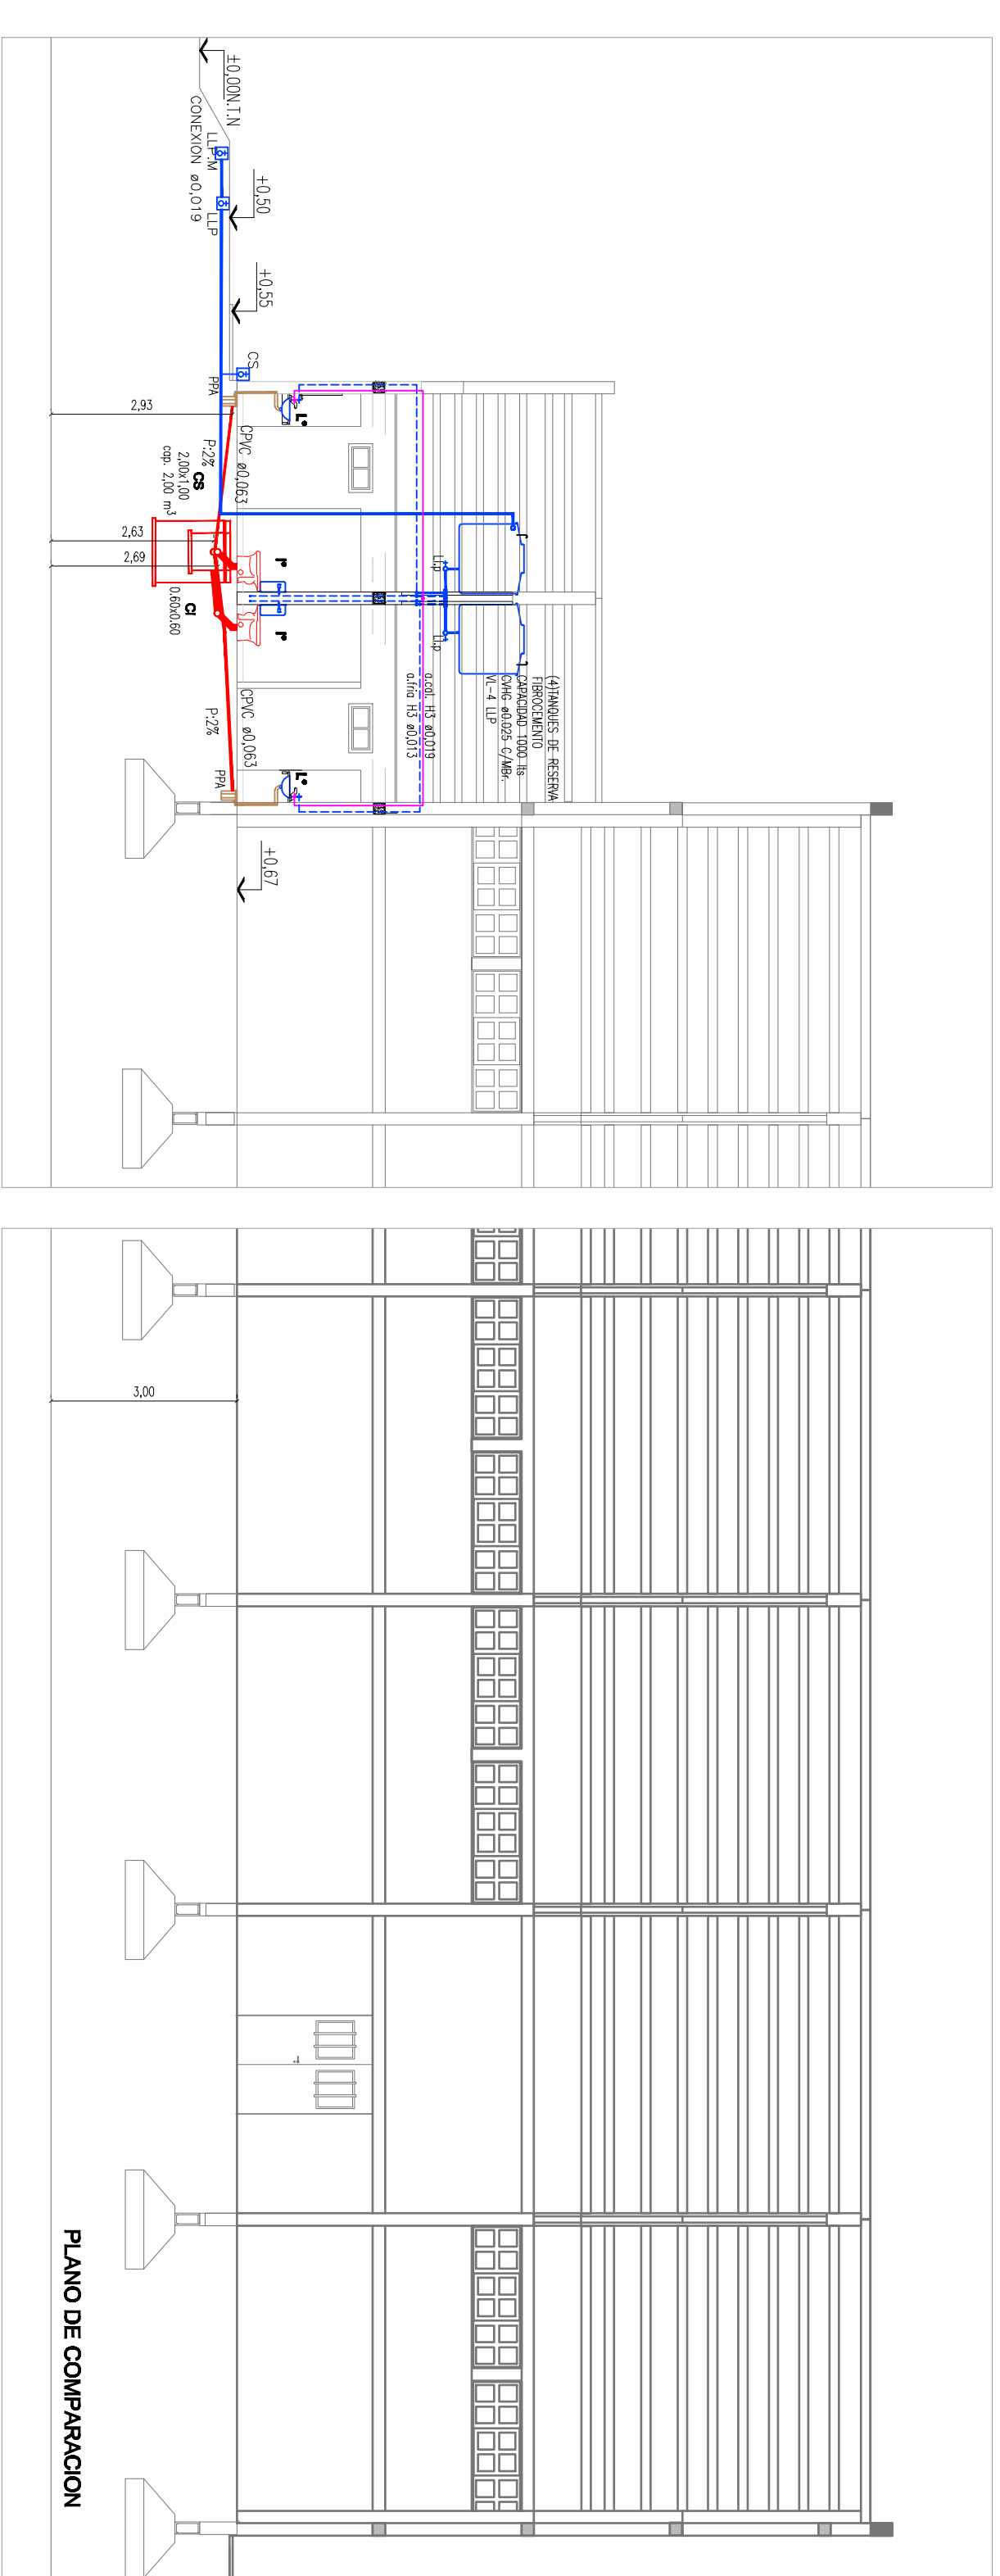 ±0,00N.T.N
LLP.M
CONEXION ø0,019
+0,50
LLP
+0,55
CS
PPA
2,93
L°
CPVC ø0,063
P:2%
CS
2,00x1,00
cap. 2,00 m³
2,63
2,69
I°
I°
CI
0.60x0.60
Ll,p
Ll,p
(4)TANQUES DE RESERVA
FIBROCEMENTO
CAPACIDAD 1000 lts
CVHG ø0.025 C/MBr.
VL-4 LLP
a.cal. H3 ø0,019
a.fria H3 ø0,013
CPVC ø0,063
P:2%
L°
PPA
+0,67
3,00
PLANO DE COMPARACION